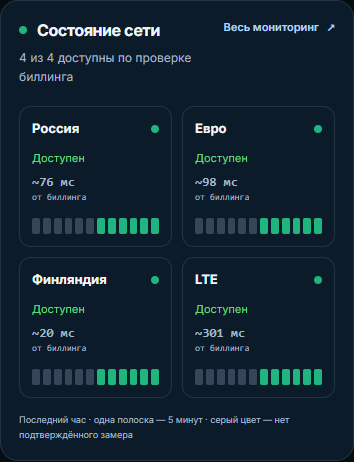 Состояние сети
Весь мониторинг ↗
4 из 4 доступны по проверке
биллинга
Россия
Доступен
~76 мс
от биллинга
Евро
Доступен
~98 мс
от биллинга
Финляндия
Доступен
~20 мс
от биллинга
LTE
Доступен
~301 мс
от биллинга
Последний час · одна полоска — 5 минут · серый цвет — нет
подтверждённого замера